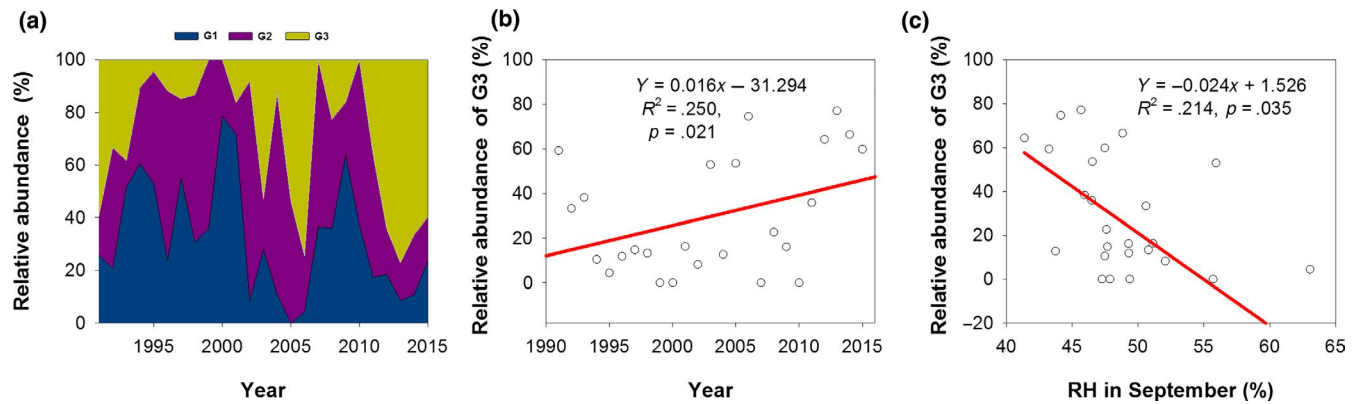 (a)
G1 G2 G3
Relative abundance (%)
100
80
60
40
20
0
1995 2000 2005 2010 2015
Year
(b)
Relative abundance of G3 (%)
100
80
60
40
20
0
Y = 0.016x – 31.294
R² = .250,
p = .021
1990 1995 2000 2005 2010 2015
Year
(c)
Relative abundance of G3 (%)
100
80
60
40
20
0
–20
Y = –0.024x + 1.526
R² = .214, p = .035
40 45 50 55 60 65
RH in September (%)